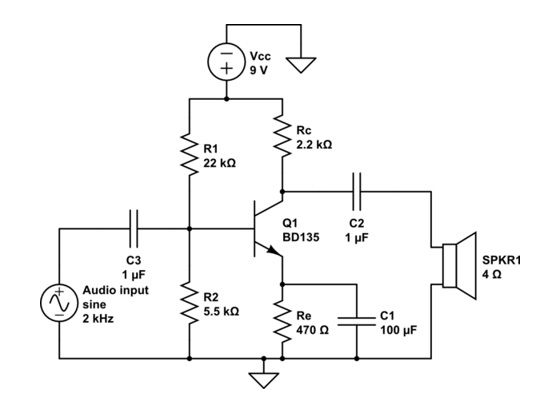 Vcc
9 V
Rc
2.2 kΩ
R1
22 kΩ
Q1
BD135
C2
1 µF
C3
1 µF
SPKR1
4 Ω
Audio input
sine
2 kHz
R2
5.5 kΩ
Re
470 Ω
C1
100 µF